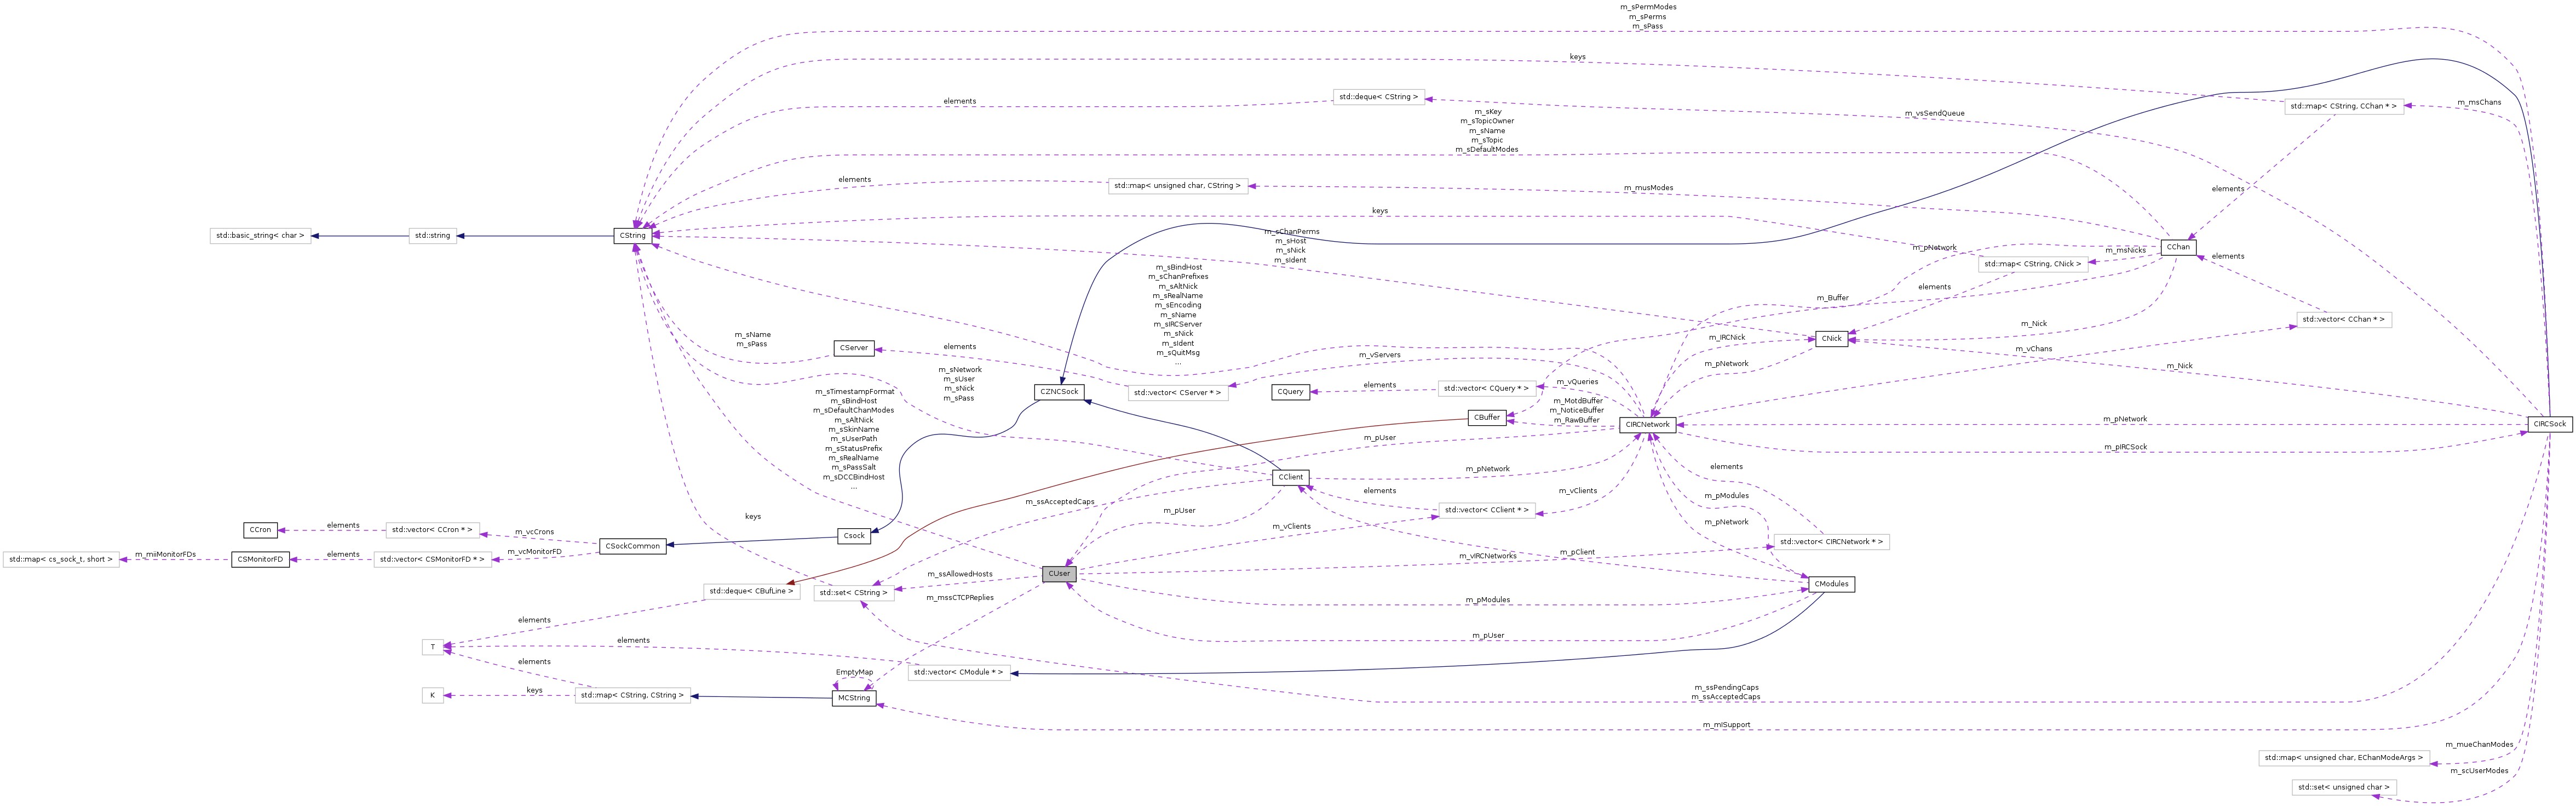 m_sPermModes
m_sPerms
m_sPass
keys
std::deque< CString >
elements
m_vsSendQueue
std::map< CString, CChan * >
m_msChans
m_sKey
m_sTopicOwner
m_sName
m_sTopic
m_sDefaultModes
elements
std::map< unsigned char, CString >
m_musModes
elements
keys
std::basic_string< char >
std::string
CString
m_sChanPerms
m_sHost
m_sNick
m_sIdent
m_pNetwork
CChan
m_msNicks
std::map< CString, CNick >
elements
m_sBindHost
m_sChanPrefixes
m_sAltNick
m_sRealName
m_sEncoding
m_sName
m_sIRCServer
m_sNick
m_sIdent
m_sQuitMsg
...
elements
m_Buffer
m_Nick
std::vector< CChan * >
m_sName
m_sPass
CServer
elements
m_IRCNick
CNick
m_vServers
m_vChans
m_pNetwork
m_Nick
m_sNetwork
m_sUser
m_sNick
m_sPass
CZNCSock
std::vector< CServer * >
CQuery
elements
std::vector< CQuery * >
m_vQueries
m_sTimestampFormat
m_sBindHost
m_sDefaultChanModes
m_sAltNick
m_sSkinName
m_sUserPath
m_sStatusPrefix
m_sRealName
m_sPassSalt
m_sDCCBindHost
...
CBuffer
m_MotdBuffer
m_NoticeBuffer
m_RawBuffer
CIRCNetwork
m_pNetwork
CIRCSock
m_pUser
m_pIRCSock
CClient
m_pNetwork
elements
m_ssAcceptedCaps
elements
m_vClients
m_pModules
keys
m_pUser
std::vector< CClient * >
m_vClients
m_pNetwork
CCron
elements
std::vector< CCron * >
m_vcCrons
CSockCommon
Csock
std::vector< CIRCNetwork * >
std::map< cs_sock_t, short >
m_miiMonitorFDs
CSMonitorFD
elements
std::vector< CSMonitorFD * >
m_vcMonitorFD
m_vIRCNetworks
m_pClient
m_ssAllowedHosts
CUser
CModules
std::deque< CBufLine >
std::set< CString >
m_mssCTCPReplies
m_pModules
elements
m_pUser
T
elements
elements
EmptyMap
std::vector< CModule * >
K
keys
std::map< CString, CString >
MCString
m_ssPendingCaps
m_ssAcceptedCaps
m_mISupport
m_mueChanModes
std::map< unsigned char, EChanModeArgs >
m_scUserModes
std::set< unsigned char >